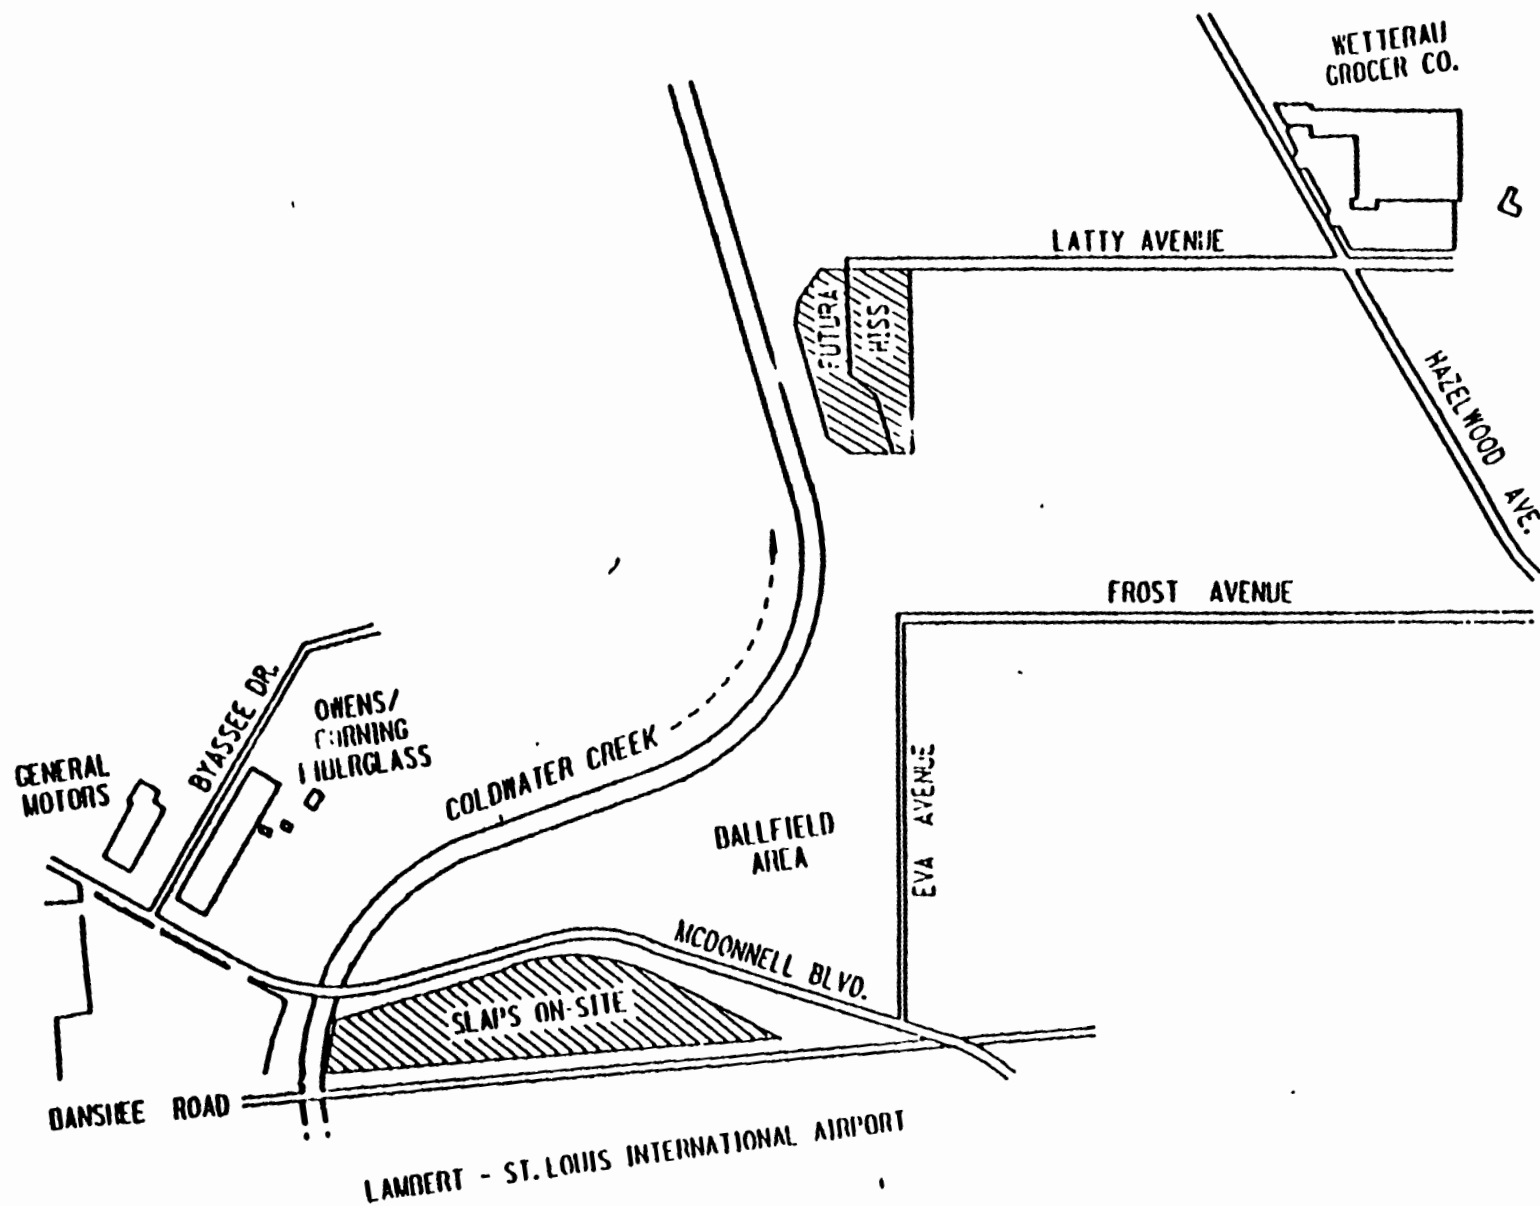 WETTERAU
GROCER CO.
LATTY AVENUE
FUTURA
HISS
HAZELWOOD AVE.
FROST AVENUE
BYASSEE DR.
OWENS/
CORNING
FIBERGLASS
GENERAL
MOTORS
COLDWATER CREEK
BALLFIELD
AREA
EVA AVENUE
MCDONNELL BLVD.
SLAPS ON-SITE
BANSHEE ROAD
LAMBERT - ST. LOUIS INTERNATIONAL AIRPORT